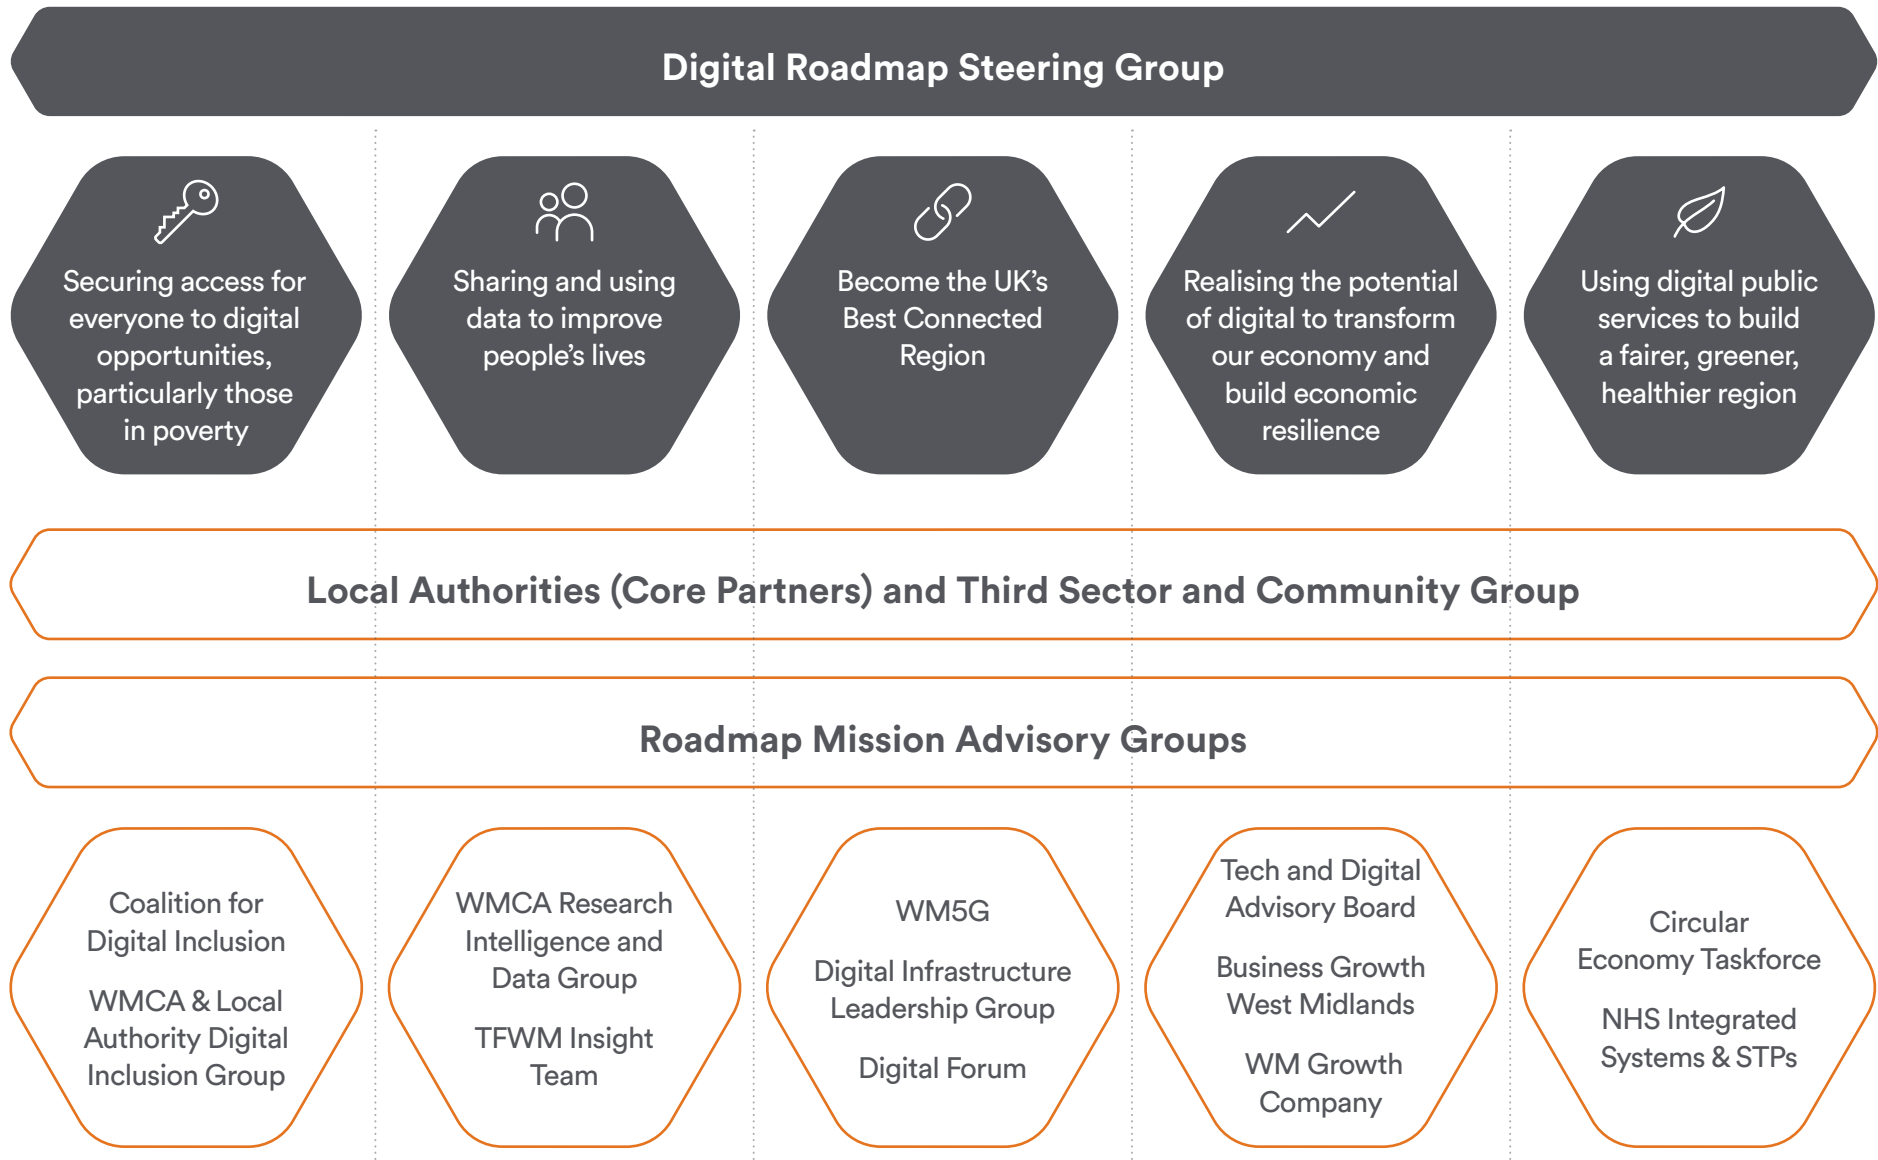 Digital Roadmap Steering Group
Securing access for
everyone to digital
opportunities,
particularly those
in poverty
Sharing and using
data to improve
people’s lives
Become the UK’s
Best Connected
Region
Realising the potential
of digital to transform
our economy and
build economic
resilience
Using digital public
services to build
a fairer, greener,
healthier region
Local Authorities (Core Partners) and Third Sector and Community Group
Roadmap Mission Advisory Groups
Coalition for
Digital Inclusion
WMCA & Local
Authority Digital
Inclusion Group
WMCA Research
Intelligence and
Data Group
TFWM Insight
Team
WM5G
Digital Infrastructure
Leadership Group
Digital Forum
Tech and Digital
Advisory Board
Business Growth
West Midlands
WM Growth
Company
Circular
Economy Taskforce
NHS Integrated
Systems & STPs